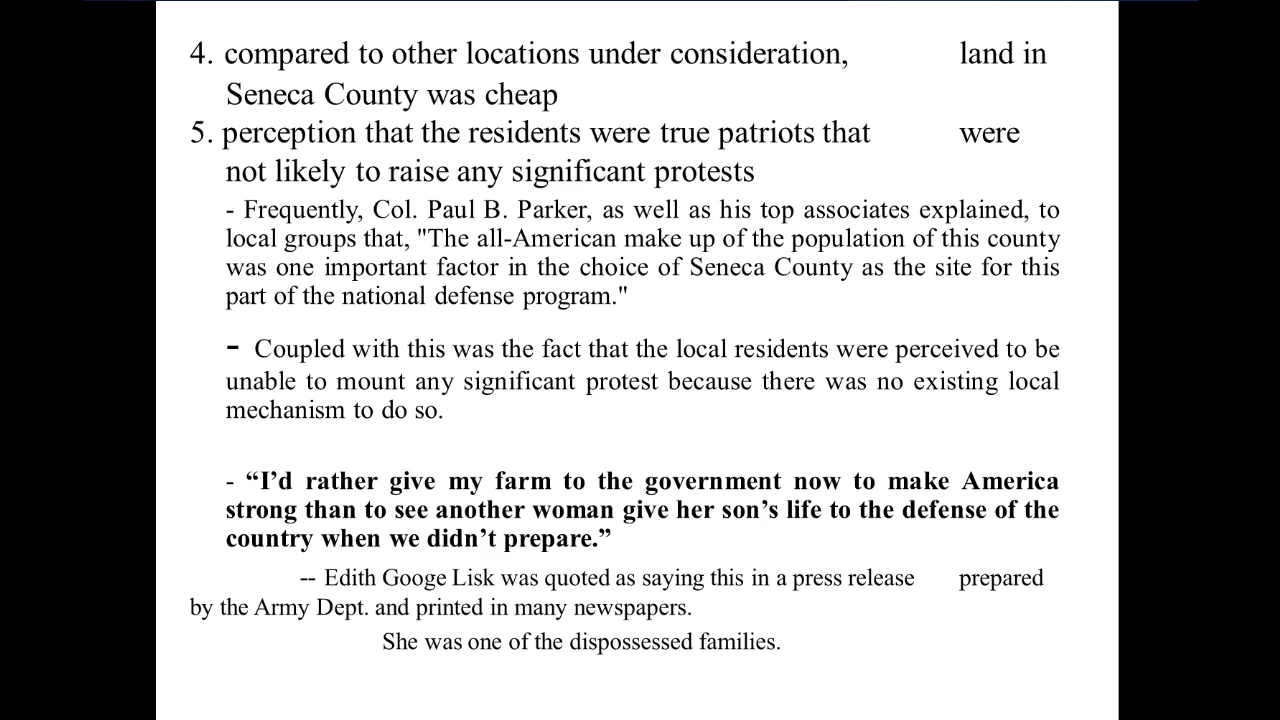 4. compared to other locations under consideration, land in
Seneca County was cheap
5. perception that the residents were true patriots that were
not likely to raise any significant protests
- Frequently, Col. Paul B. Parker, as well as his top associates explained, to
local groups that, "The all-American make up of the population of this county
was one important factor in the choice of Seneca County as the site for this
part of the national defense program."
- Coupled with this was the fact that the local residents were perceived to be
unable to mount any significant protest because there was no existing local
mechanism to do so.
- “I’d rather give my farm to the government now to make America
strong than to see another woman give her son’s life to the defense of the
country when we didn’t prepare.”
-- Edith Googe Lisk was quoted as saying this in a press release prepared
by the Army Dept. and printed in many newspapers.
She was one of the dispossessed families.